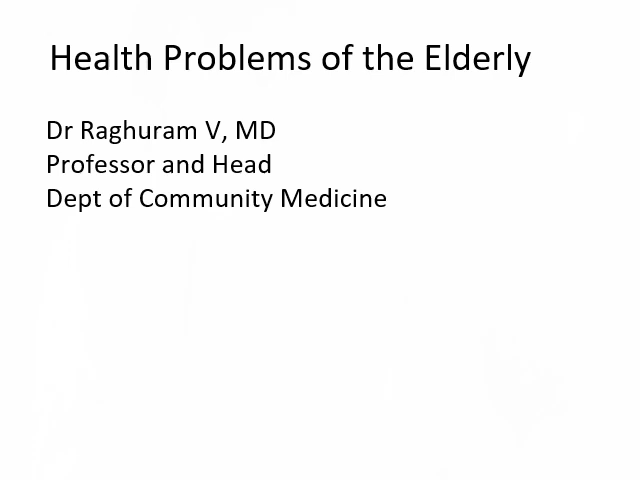 Health Problems of the Elderly
Dr Raghuram V, MD
Professor and Head
Dept of Community Medicine